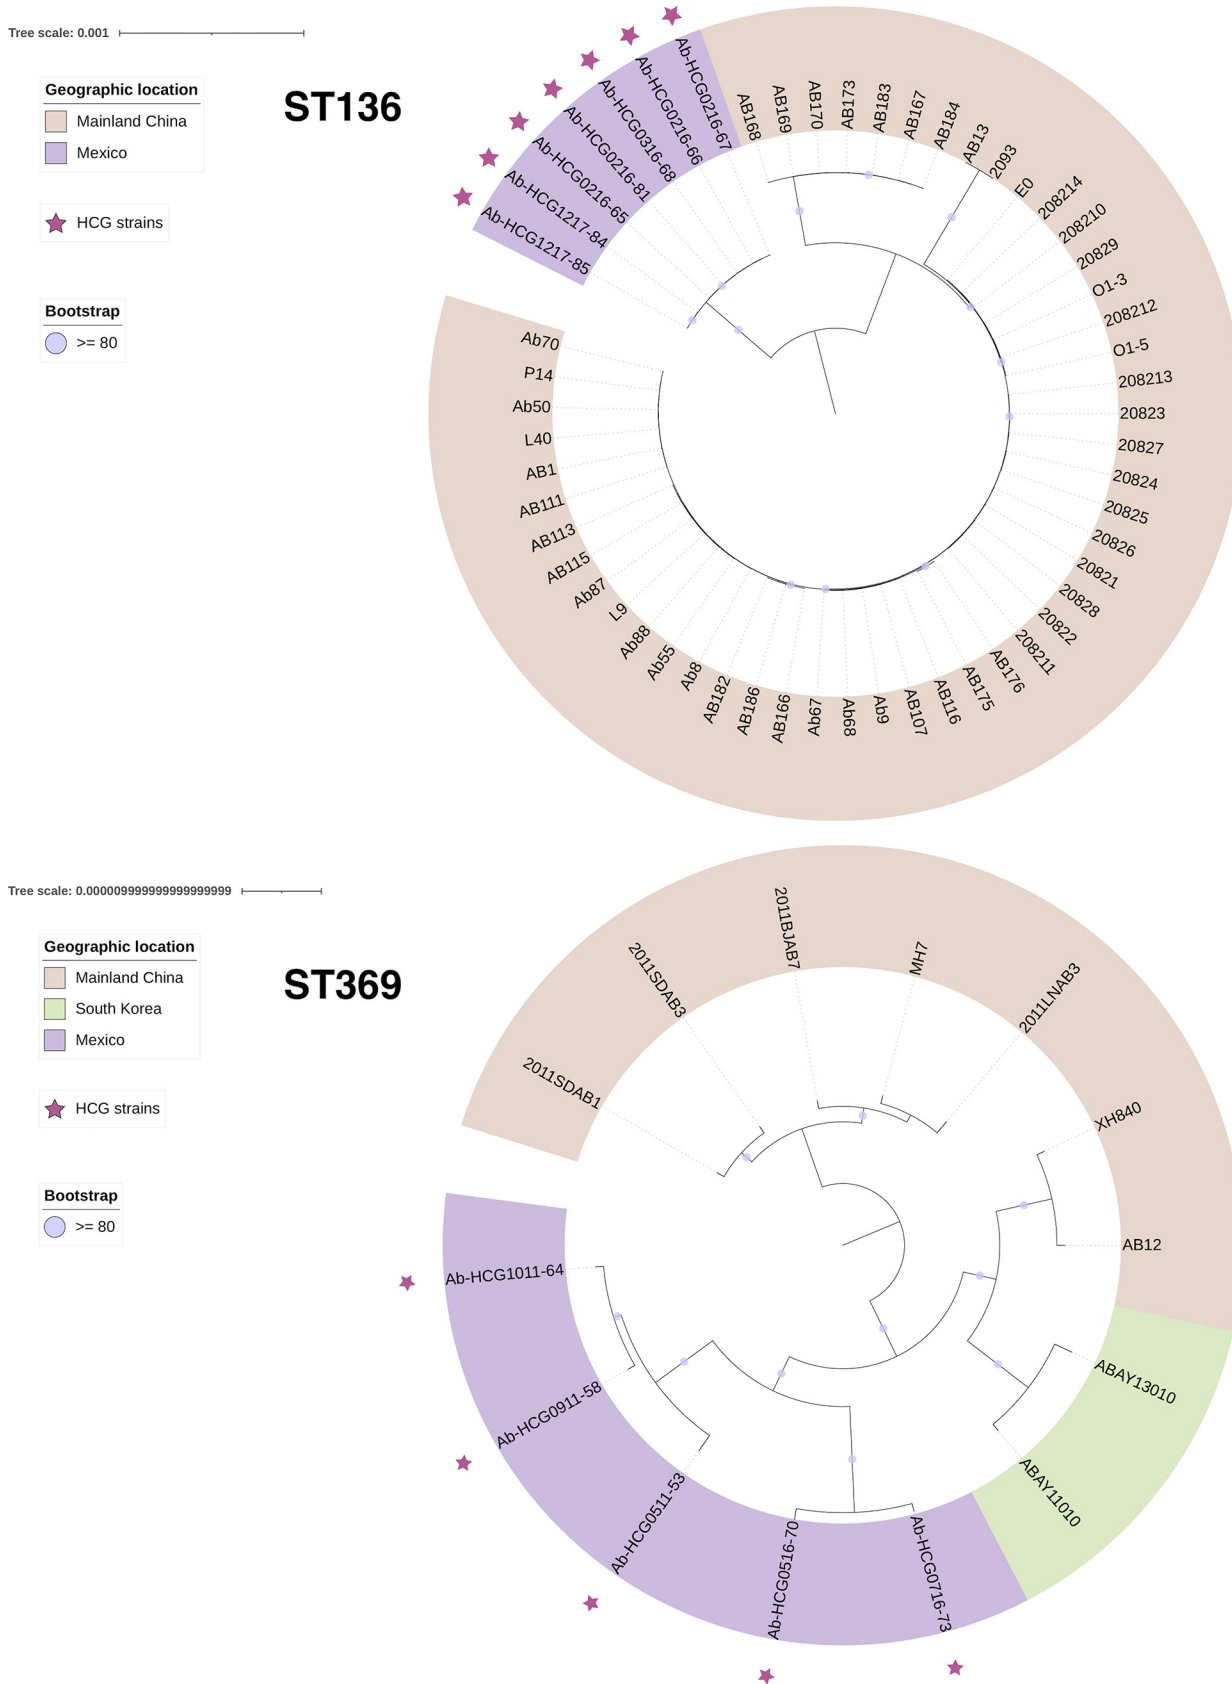 Tree scale: 0.001
Geographic location
Mainland China
Mexico
HCG strains
Bootstrap
>= 80
ST136
Ab-HCG1217-85
Ab-HCG1217-84
Ab-HCG0216-65
Ab-HCG0216-81
Ab-HCG0316-68
Ab-HCG0216-66
Ab-HCG0216-67
AB168
AB169
AB170
AB173
AB183
AB167
AB184
AB13
2093
E0
208214
208210
20829
O1-3
208212
O1-5
208213
20823
20827
20824
20825
20826
20821
20828
20822
208211
AB176
AB175
AB116
AB107
Ab9
Ab68
Ab67
AB166
AB186
AB182
Ab8
Ab55
Ab88
L9
Ab87
AB115
AB113
AB111
AB1
L40
Ab50
P14
Ab70
Tree scale: 0.000009999999999999999
Geographic location
Mainland China
South Korea
Mexico
HCG strains
Bootstrap
>= 80
ST369
2011SDAB1
2011SDAB3
2011BJAB7
MH7
2011LNAB3
XH840
AB12
ABAY13010
ABAY11010
Ab-HCG0716-73
Ab-HCG0516-70
Ab-HCG0511-53
Ab-HCG0911-58
Ab-HCG1011-64